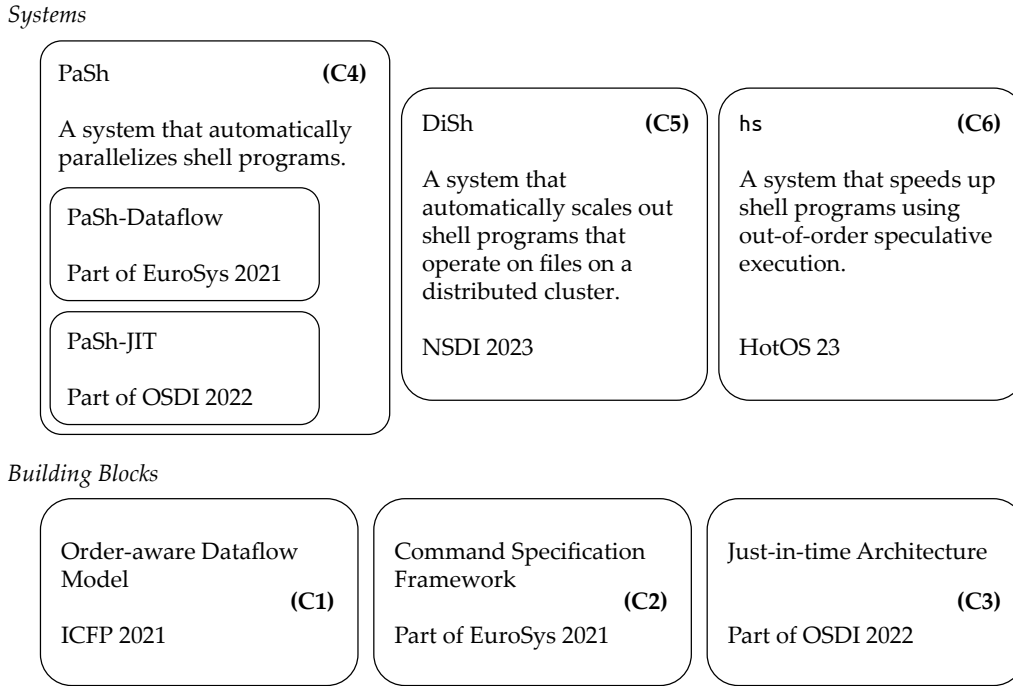 Systems
PaSh (C4)
A system that automatically
parallelizes shell programs.
PaSh-Dataflow
Part of EuroSys 2021
PaSh-JIT
Part of OSDI 2022
DiSh (C5)
A system that
automatically scales out
shell programs that
operate on files on a
distributed cluster.
NSDI 2023
hs (C6)
A system that speeds up
shell programs using
out-of-order speculative
execution.
HotOS 23
Building Blocks
Order-aware Dataflow
Model
(C1)
ICFP 2021
Command Specification
Framework
(C2)
Part of EuroSys 2021
Just-in-time Architecture
(C3)
Part of OSDI 2022